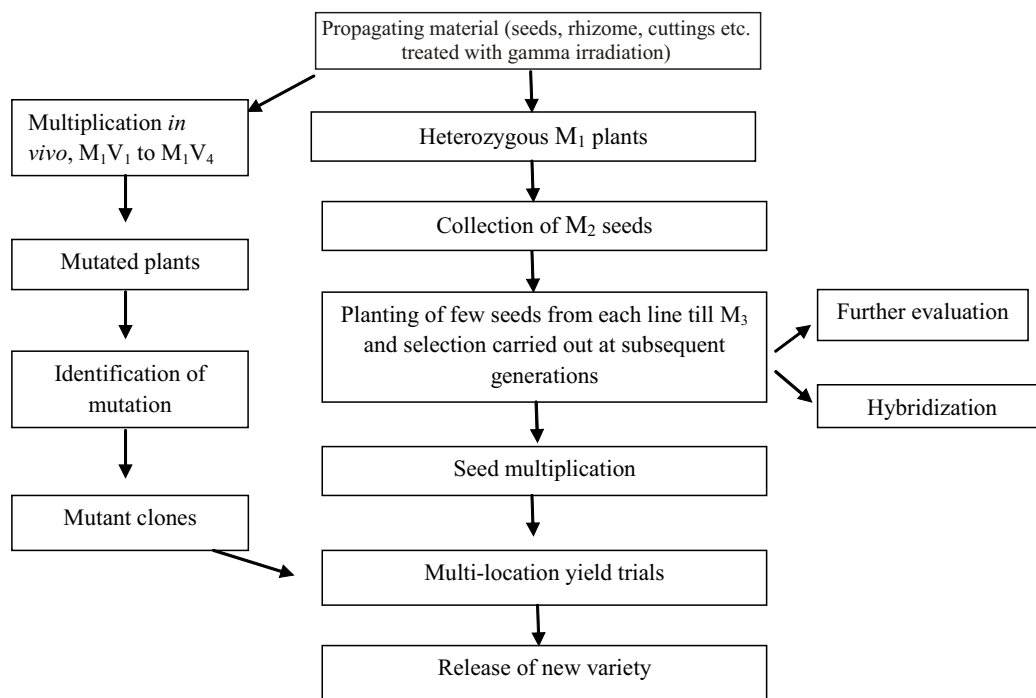 Propagating material (seeds, rhizome, cuttings etc.
treated with gamma irradiation)
Multiplication in
vivo, M₁V₁ to M₁V₄
Mutated plants
Identification of
mutation
Mutant clones
Heterozygous M₁ plants
Collection of M₂ seeds
Planting of few seeds from each line till M₃
and selection carried out at subsequent
generations
Further evaluation
Hybridization
Seed multiplication
Multi-location yield trials
Release of new variety